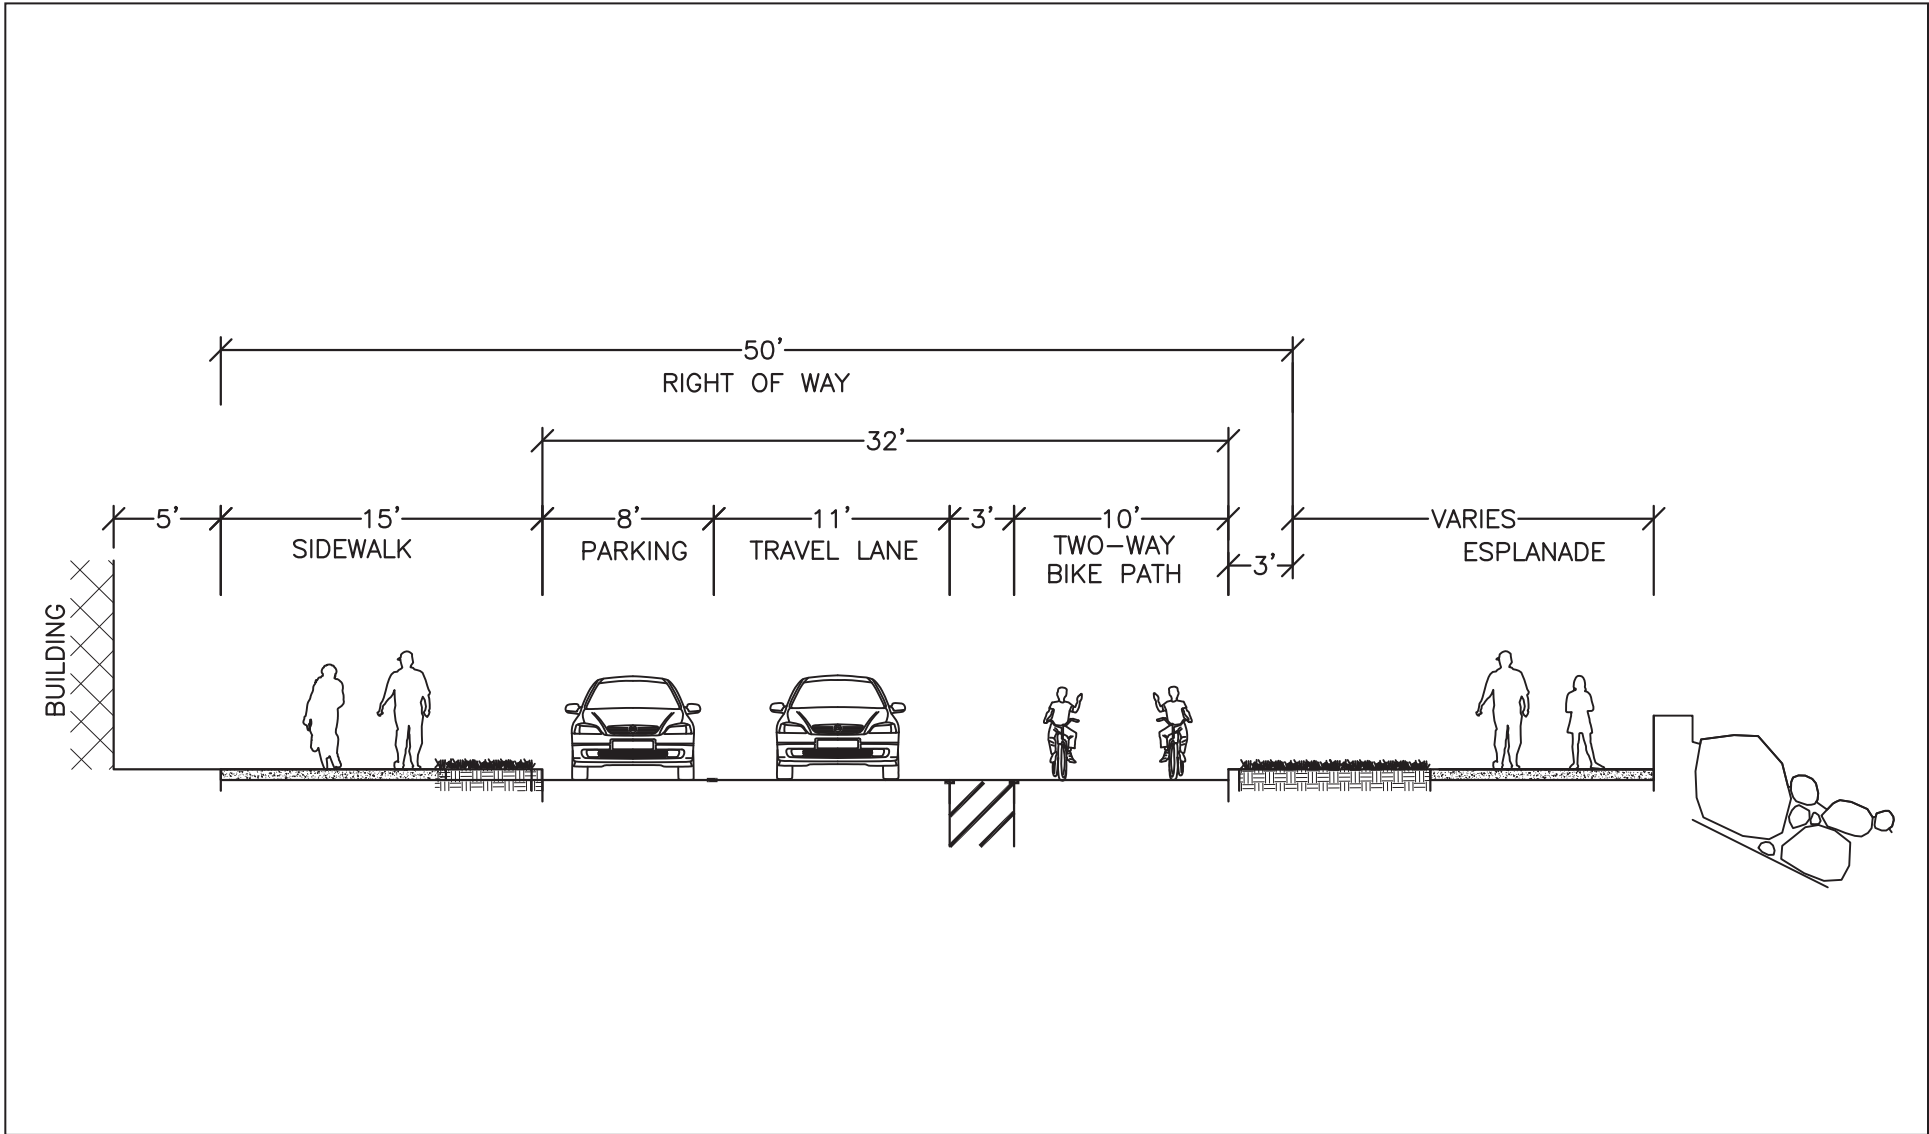 50'
RIGHT OF WAY
32'
5'
15'
8'
11'
3'
10'
VARIES
SIDEWALK
PARKING
TRAVEL LANE
TWO-WAY
BIKE PATH
3'
ESPLANADE
BUILDING